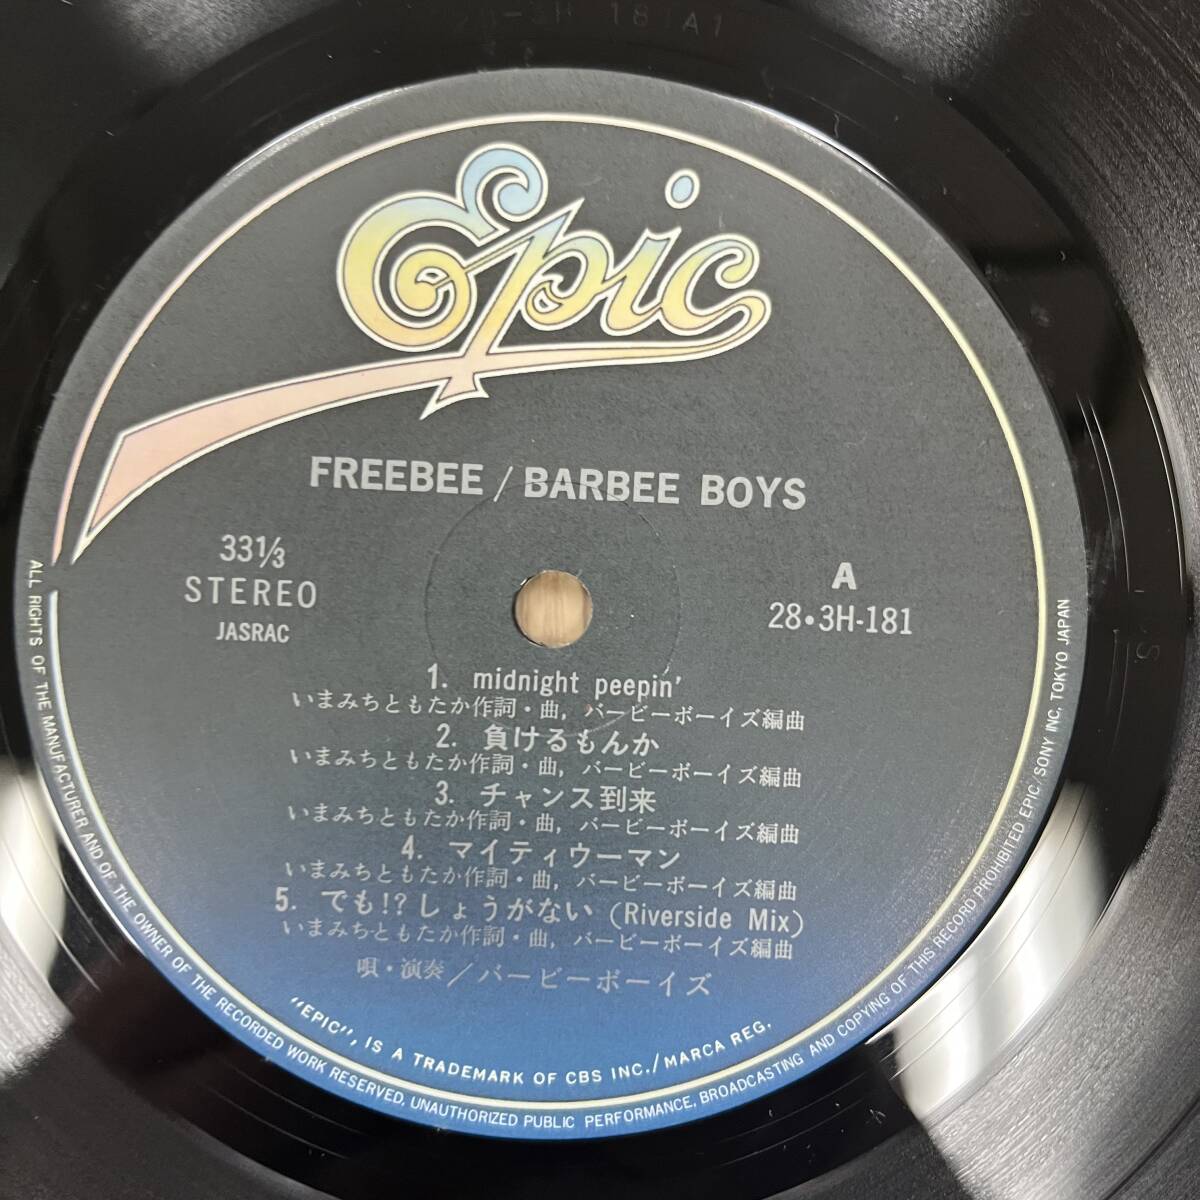 28-3H 181A1
Epic
FREEBEE / BARBEE BOYS
33⅓
STEREO
JASRAC
A
28・3H-181
1. midnight peepin'
いまみちともたか作詞・曲, バービーボーイズ編曲
2. 負けるもんか
いまみちともたか作詞・曲, バービーボーイズ編曲
3. チャンス到来
いまみちともたか作詞・曲, バービーボーイズ編曲
4. マイティウーマン
いまみちともたか作詞・曲, バービーボーイズ編曲
5. でも!?しょうがない (Riverside Mix)
いまみちともたか作詞・曲, バービーボーイズ編曲
唄・演奏／バービーボーイズ
"EPIC", IS A TRADEMARK OF CBS INC./MARCA REG.
ALL RIGHTS OF THE MANUFACTURER AND OF THE OWNER OF THE RECORDED WORK RESERVED. UNAUTHORIZED PUBLIC PERFORMANCE, BROADCASTING AND COPYING OF THIS RECORD PROHIBITED EPIC/SONY INC. TOKYO JAPAN